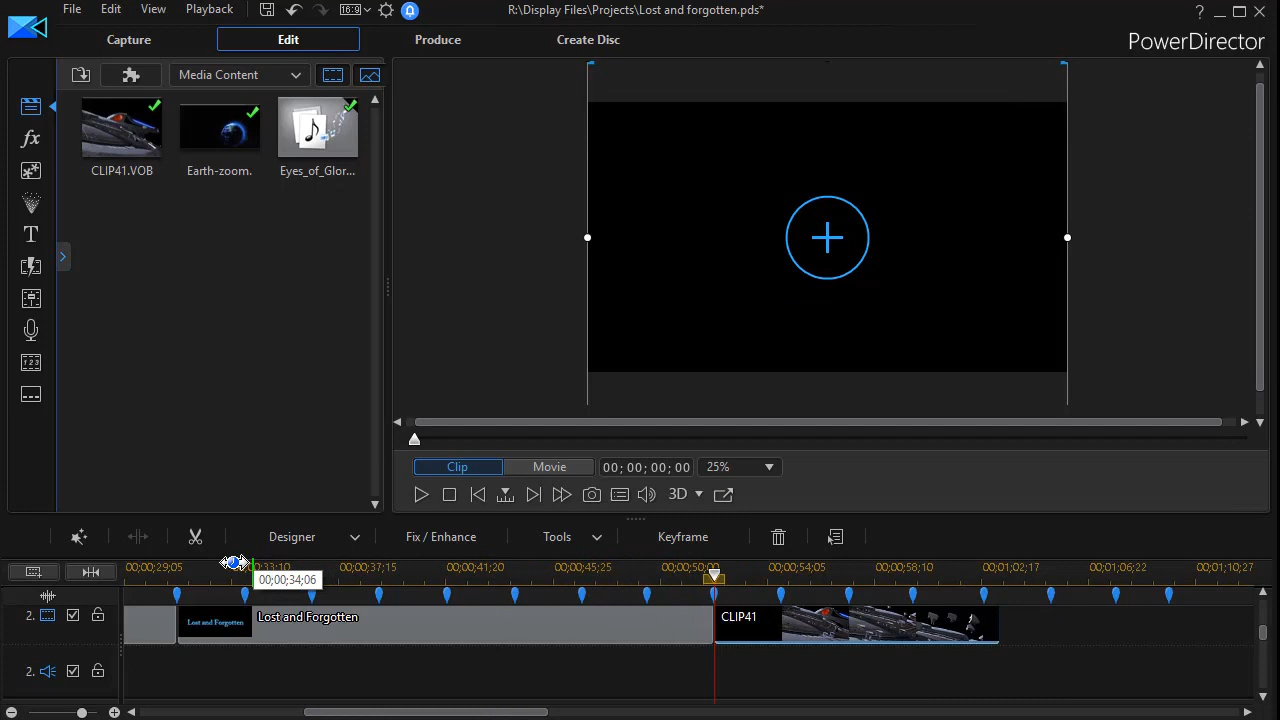 File Edit View Playback 16:9 R:\Display Files\Projects\Lost and forgotten.pds* ?
Capture Edit Produce Create Disc PowerDirector
Media Content
CLIP41.VOB Earth-zoom. Eyes_of_Glor...
fx
T
Clip Movie 00; 00; 00; 00 25%
3D
Designer Fix / Enhance Tools Keyframe
00;00;29;05 33;10 00;00;37;15 00;00;41;20 00;00;45;25 00;00;50;00 00;00;54;05 00;00;58;10 00;01;02;17 00;01;06;22 00;01;10;27
00;00;34;06
2. Lost and Forgotten Lost and Forgotten CLIP41
2.